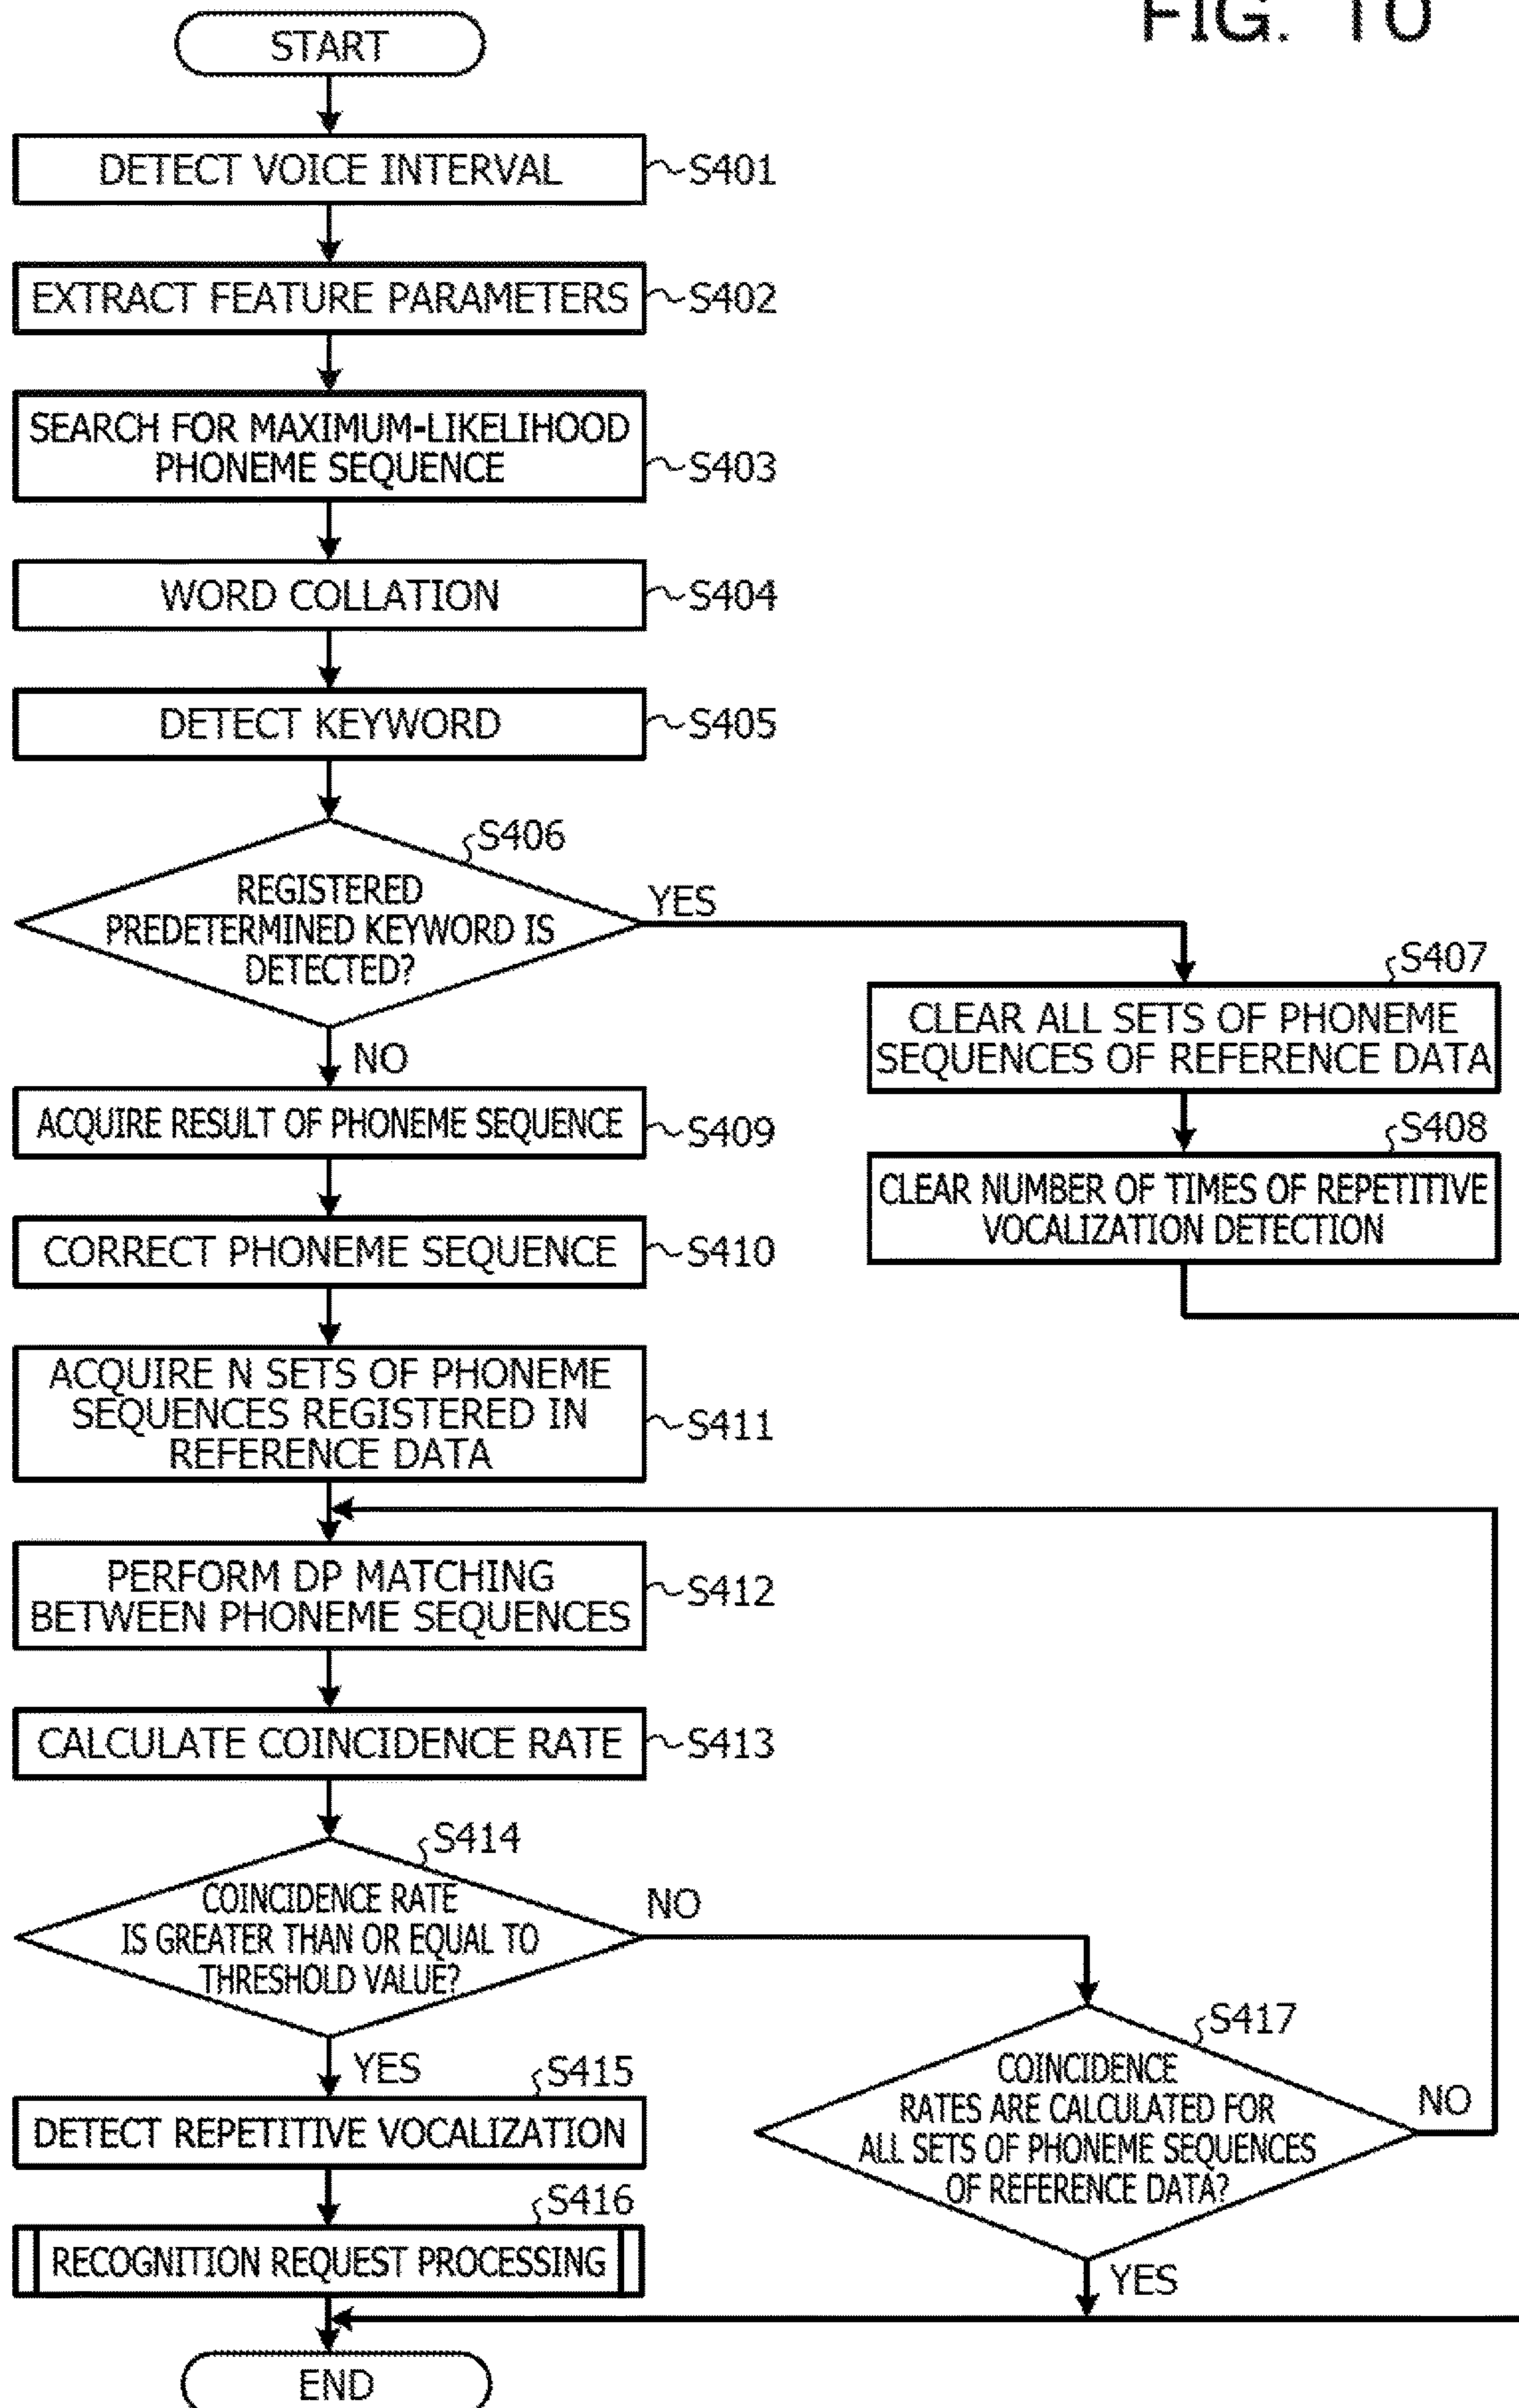 FIG. 10
START
DETECT VOICE INTERVAL
S401
EXTRACT FEATURE PARAMETERS
S402
SEARCH FOR MAXIMUM-LIKELIHOOD
PHONEME SEQUENCE
S403
WORD COLLATION
S404
DETECT KEYWORD
S405
S406
REGISTERED
PREDETERMINED KEYWORD IS
DETECTED?
YES
NO
S407
CLEAR ALL SETS OF PHONEME
SEQUENCES OF REFERENCE DATA
S408
CLEAR NUMBER OF TIMES OF REPETITIVE
VOCALIZATION DETECTION
ACQUIRE RESULT OF PHONEME SEQUENCE
S409
CORRECT PHONEME SEQUENCE
S410
ACQUIRE N SETS OF PHONEME
SEQUENCES REGISTERED IN
REFERENCE DATA
S411
PERFORM DP MATCHING
BETWEEN PHONEME SEQUENCES
S412
CALCULATE COINCIDENCE RATE
S413
S414
COINCIDENCE RATE
IS GREATER THAN OR EQUAL TO
THRESHOLD VALUE?
NO
YES
S417
COINCIDENCE
RATES ARE CALCULATED FOR
ALL SETS OF PHONEME SEQUENCES
OF REFERENCE DATA?
NO
YES
S415
DETECT REPETITIVE VOCALIZATION
S416
RECOGNITION REQUEST PROCESSING
END